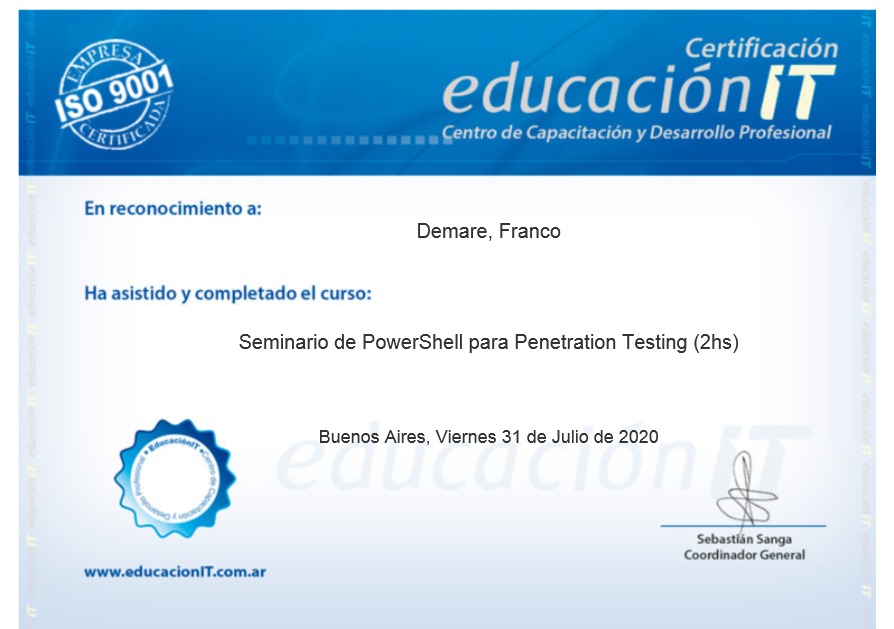 EMPRESA
ISO 9001
CERTIFICADA
Certificación
educaciónIT
Centro de Capacitación y Desarrollo Profesional
En reconocimiento a:
Demare, Franco
Ha asistido y completado el curso:
Seminario de PowerShell para Penetration Testing (2hs)
Buenos Aires, Viernes 31 de Julio de 2020
educaciónIT
EducaciónIT
Centro de Capacitación y Desarrollo Profesional
Sebastián Sanga
Coordinador General
www.educacionIT.com.ar